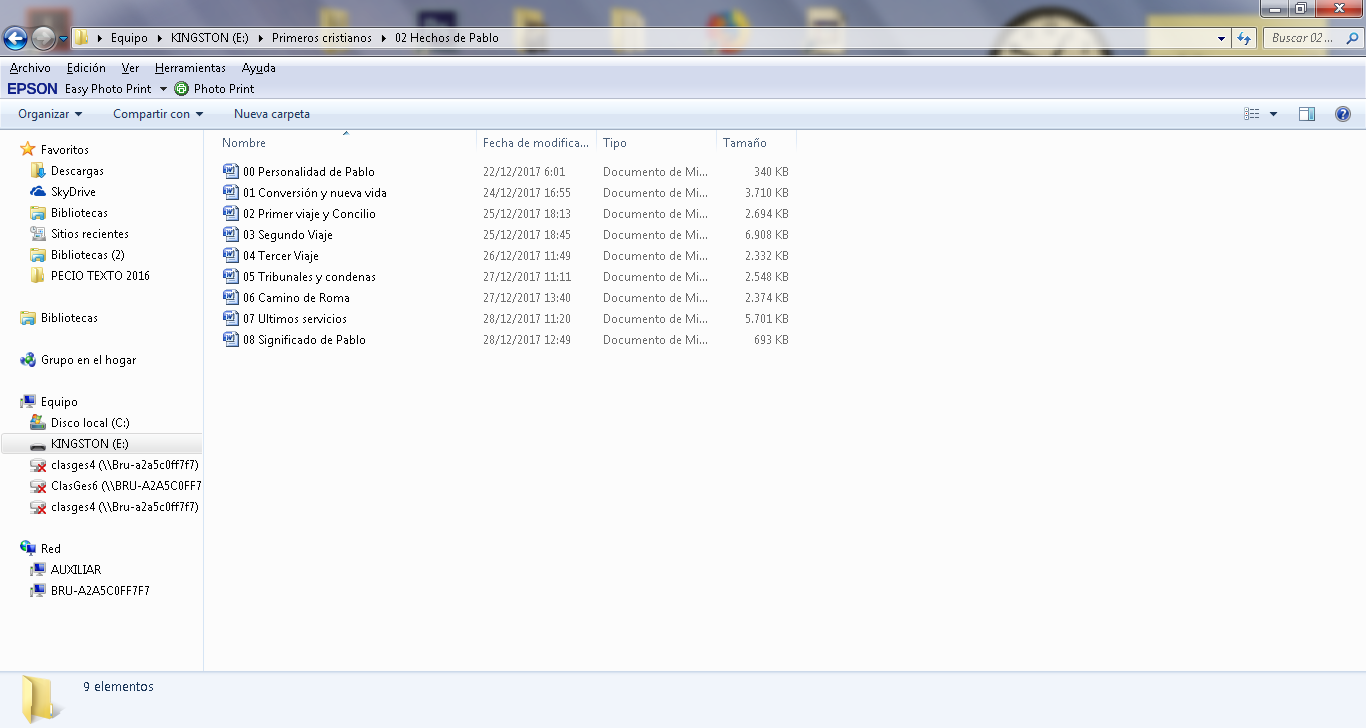 Equipo KINGSTON (E:) Primeros cristianos 02 Hechos de Pablo Buscar 02 ...
Archivo Edición Ver Herramientas Ayuda
EPSON Easy Photo Print Photo Print
Organizar Compartir con Nueva carpeta
Nombre Fecha de modifica... Tipo Tamaño
00 Personalidad de Pablo 22/12/2017 6:01 Documento de Mi... 340 KB
01 Conversión y nueva vida 24/12/2017 16:55 Documento de Mi... 3.710 KB
02 Primer viaje y Concilio 25/12/2017 18:13 Documento de Mi... 2.694 KB
03 Segundo Viaje 25/12/2017 18:45 Documento de Mi... 6.908 KB
04 Tercer Viaje 26/12/2017 11:49 Documento de Mi... 2.332 KB
05 Tribunales y condenas 27/12/2017 11:11 Documento de Mi... 2.548 KB
06 Camino de Roma 27/12/2017 13:40 Documento de Mi... 2.374 KB
07 Ultimos servicios 28/12/2017 11:20 Documento de Mi... 5.701 KB
08 Significado de Pablo 28/12/2017 12:49 Documento de Mi... 693 KB
Favoritos
Descargas
SkyDrive
Bibliotecas
Sitios recientes
Bibliotecas (2)
PECIO TEXTO 2016
Bibliotecas
Grupo en el hogar
Equipo
Disco local (C:)
KINGSTON (E:)
clasges4 (\\Bru-a2a5c0ff7f7)
ClasGes6 (\\BRU-A2A5C0FF7
clasges4 (\\Bru-a2a5c0ff7f7)
Red
AUXILIAR
BRU-A2A5C0FF7F7
9 elementos